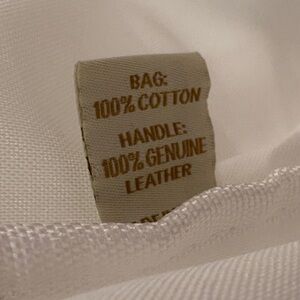 BAG:
100% COTTON
HANDLE:
100% GENUINE
LEATHER